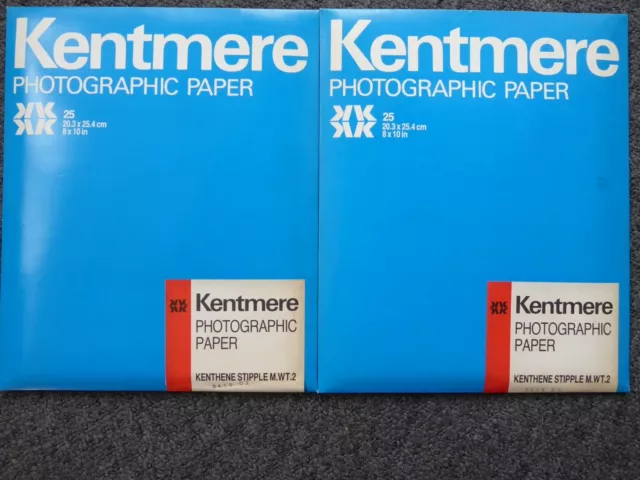 Kentmere
PHOTOGRAPHIC PAPER
25
20.3 x 25.4 cm
8 x 10 in
Kentmere
PHOTOGRAPHIC
PAPER
KENTHENE STIPPLE M.WT.2
Kentmere
PHOTOGRAPHIC PAPER
25
20.3 x 25.4 cm
8 x 10 in
Kentmere
PHOTOGRAPHIC
PAPER
KENTHENE STIPPLE M.WT.2